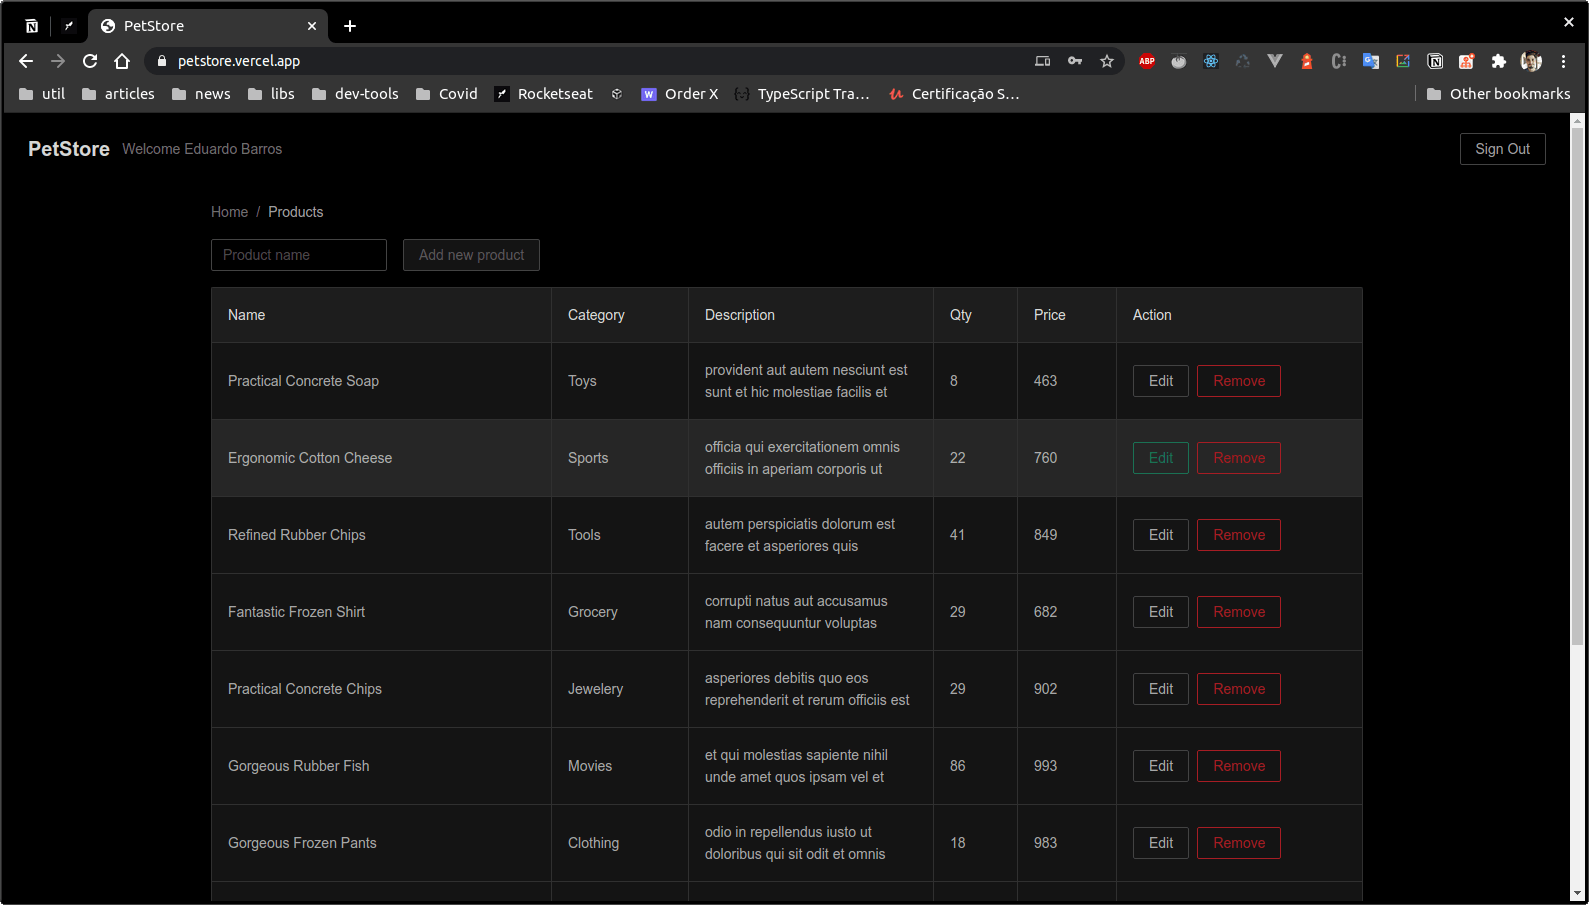 PetStore
petstore.vercel.app
ABP
util articles news libs dev-tools Covid Rocketseat Order X TypeScript Tra... Certificação S... Other bookmarks
PetStore Welcome Eduardo Barros Sign Out
Home / Products
Product name Add new product
Name Category Description Qty Price Action
Practical Concrete Soap Toys provident aut autem nesciunt est 8 463 Edit Remove
sunt et hic molestiae facilis et
Ergonomic Cotton Cheese Sports officia qui exercitationem omnis 22 760 Edit Remove
officiis in aperiam corporis ut
Refined Rubber Chips Tools autem perspiciatis dolorum est 41 849 Edit Remove
facere et asperiores quis
Fantastic Frozen Shirt Grocery corrupti natus aut accusamus 29 682 Edit Remove
nam consequuntur voluptas
Practical Concrete Chips Jewelery asperiores debitis quo eos 29 902 Edit Remove
reprehenderit et rerum officiis est
Gorgeous Rubber Fish Movies et qui molestias sapiente nihil 86 993 Edit Remove
unde amet quos ipsam vel et
Gorgeous Frozen Pants Clothing odio in repellendus iusto ut 18 983 Edit Remove
doloribus qui sit odit et omnis